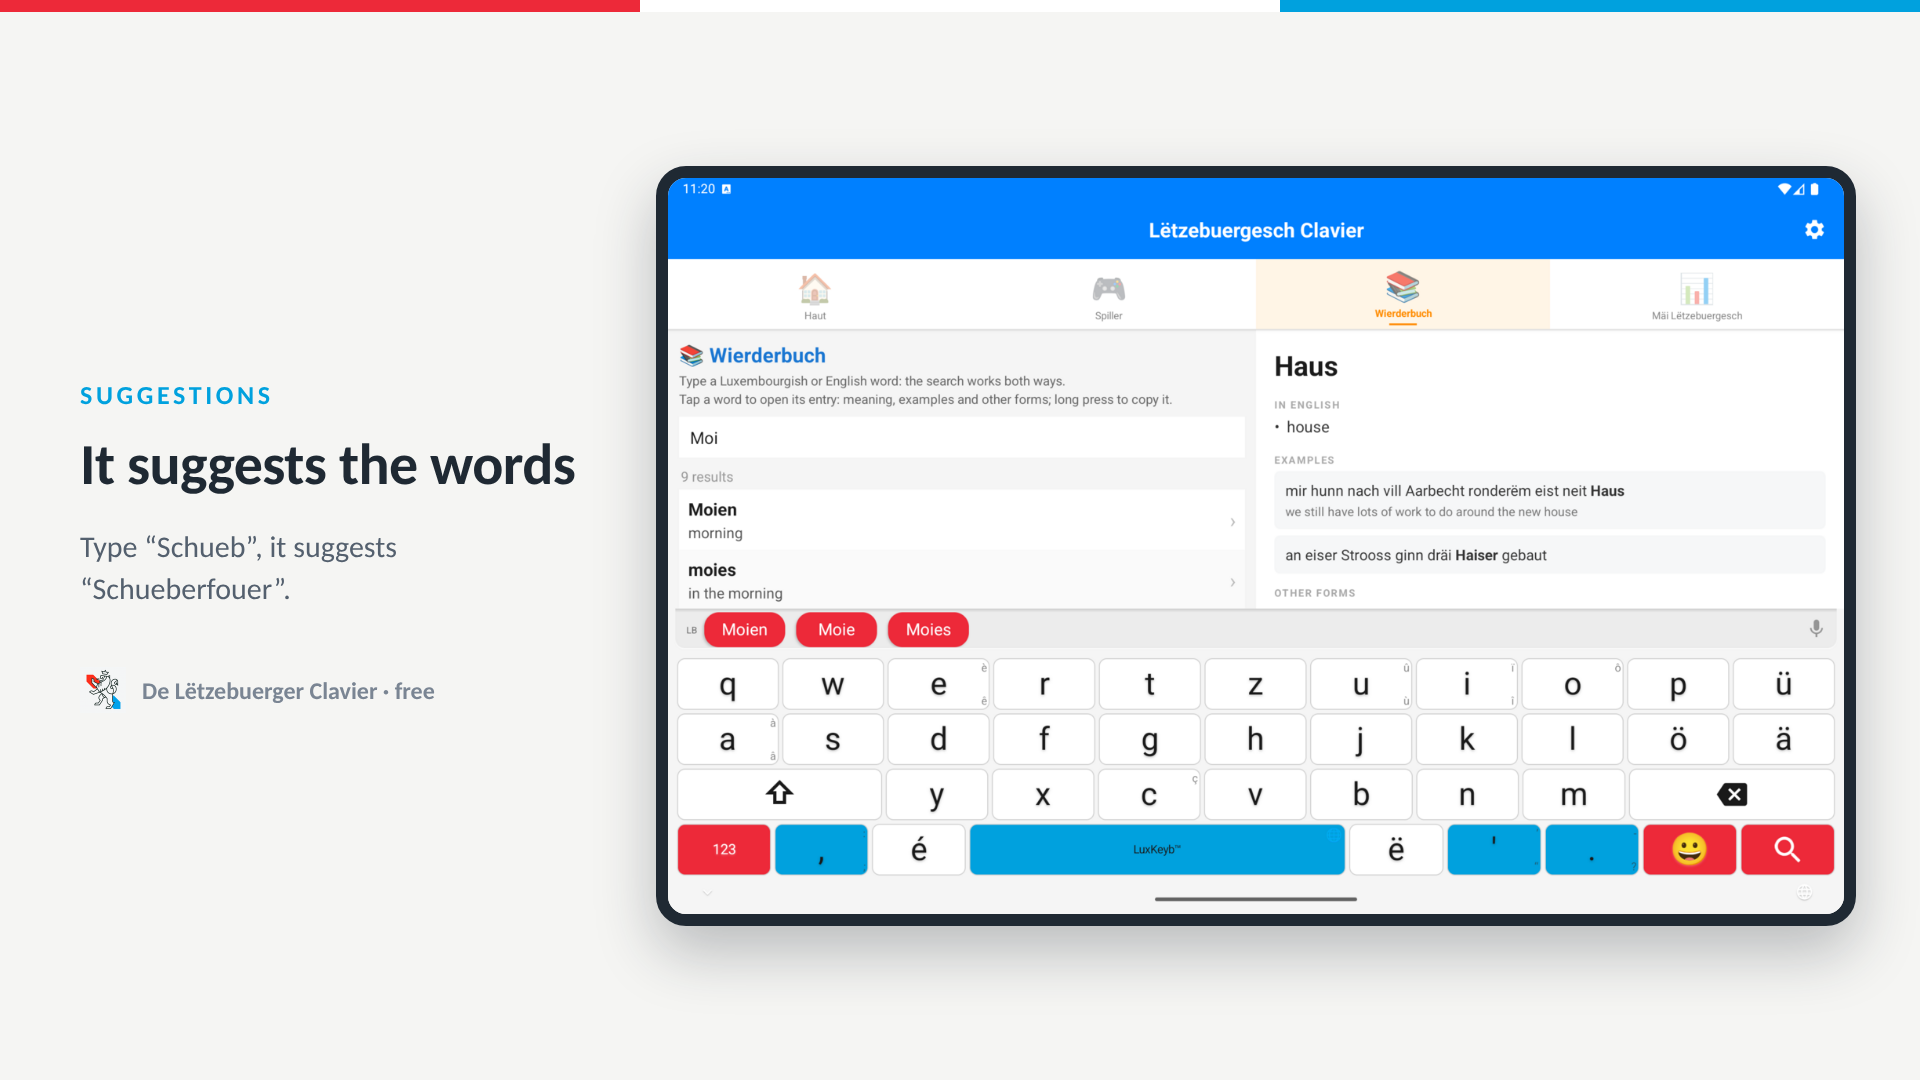 SUGGESTIONS
It suggests the words
Type “Schueb”, it suggests
“Schueberfouer”.
De Lëtzebuerger Clavier · free
11:20
Lëtzebuergesch Clavier
Haut
Spiller
Wierderbuch
Mäi Lëtzebuergesch
Wierderbuch
Type a Luxembourgish or English word: the search works both ways.
Tap a word to open its entry: meaning, examples and other forms; long press to copy it.
Moi
9 results
Moien
morning
moies
in the morning
Haus
IN ENGLISH
• house
EXAMPLES
mir hunn nach vill Aarbecht ronderëm eist neit Haus
we still have lots of work to do around the new house
an eiser Strooss ginn dräi Haiser gebaut
OTHER FORMS
LB Moien Moie Moies
q w e r t z u i o p ü
a s d f g h j k l ö ä
y x c v b n m
123 , é LuxKeyb™ ë ' .